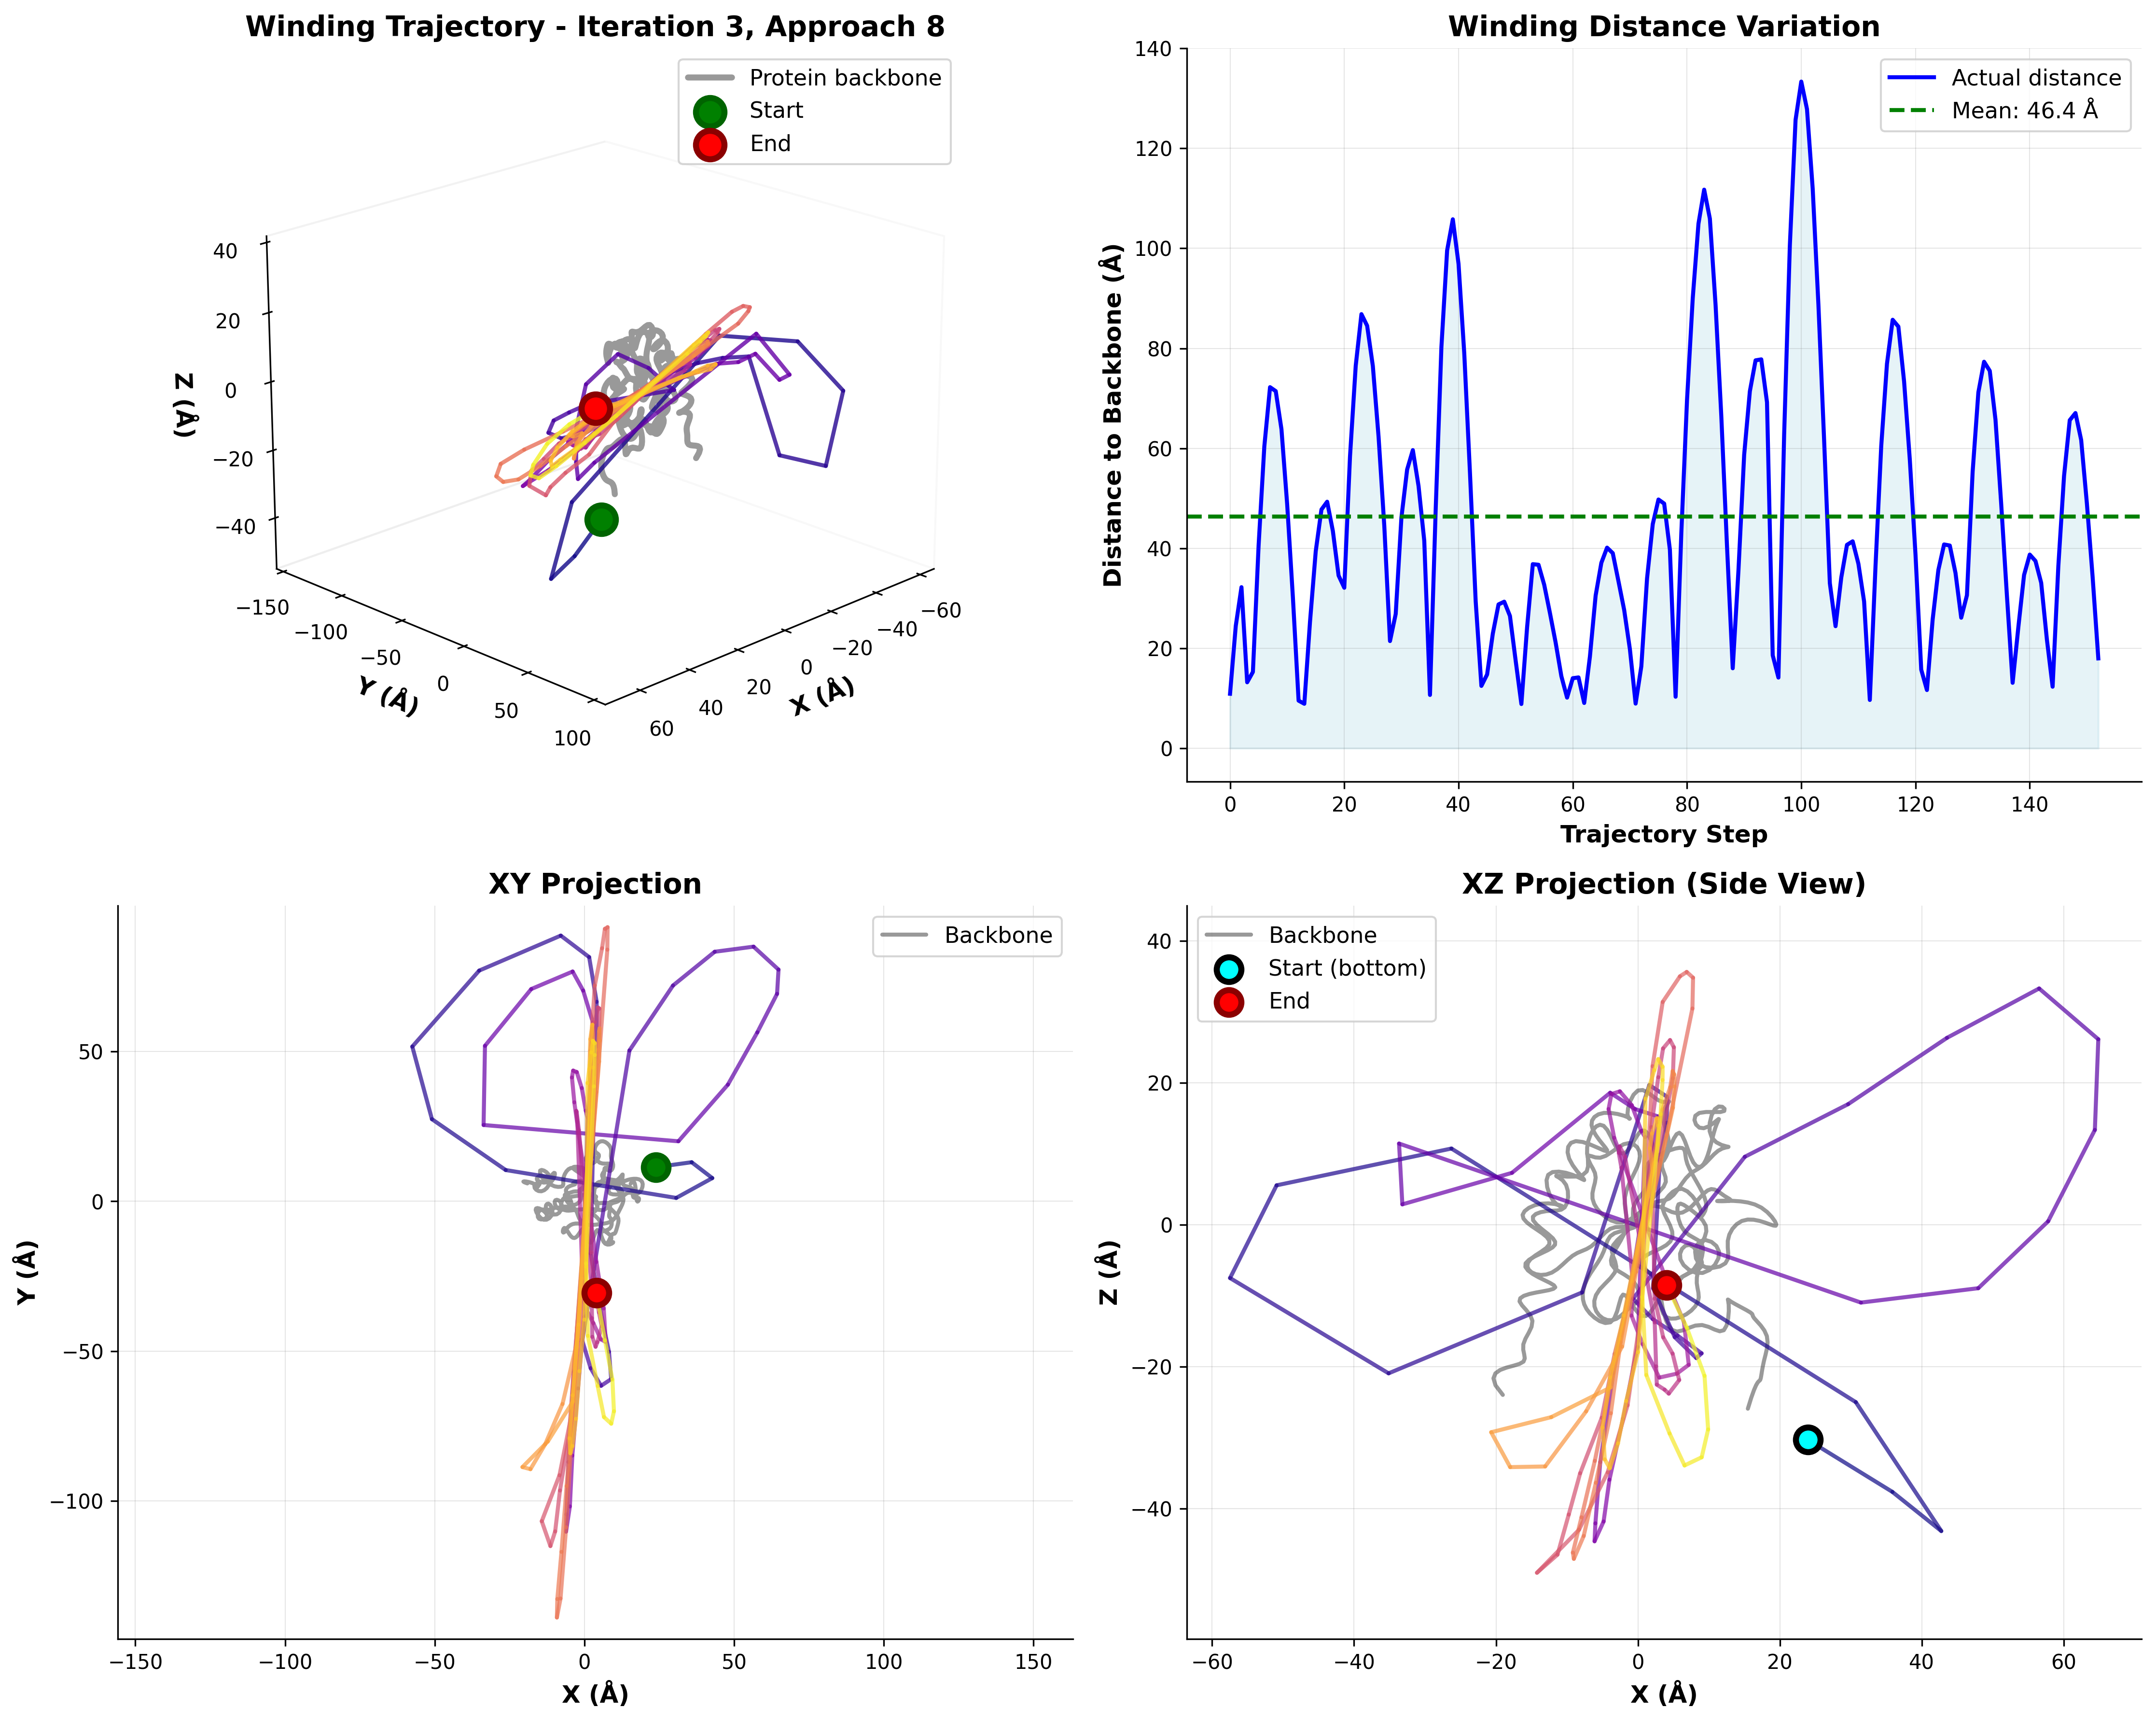 Winding Trajectory - Iteration 3, Approach 8
Protein backbone
Start
End
40
20
0
−20
−40
Z (Å)
−150
−100
−50
0
50
100
Y (Å)
60
40
20
0
−20
−40
−60
X (Å)
Winding Distance Variation
Actual distance
Mean: 46.4 Å
140
120
100
80
60
40
20
0
Distance to Backbone (Å)
0
20
40
60
80
100
120
140
Trajectory Step
XY Projection
Backbone
50
0
−50
−100
Y (Å)
−150
−100
−50
0
50
100
150
X (Å)
XZ Projection (Side View)
Backbone
Start (bottom)
End
40
20
0
−20
−40
Z (Å)
−60
−40
−20
0
20
40
60
X (Å)